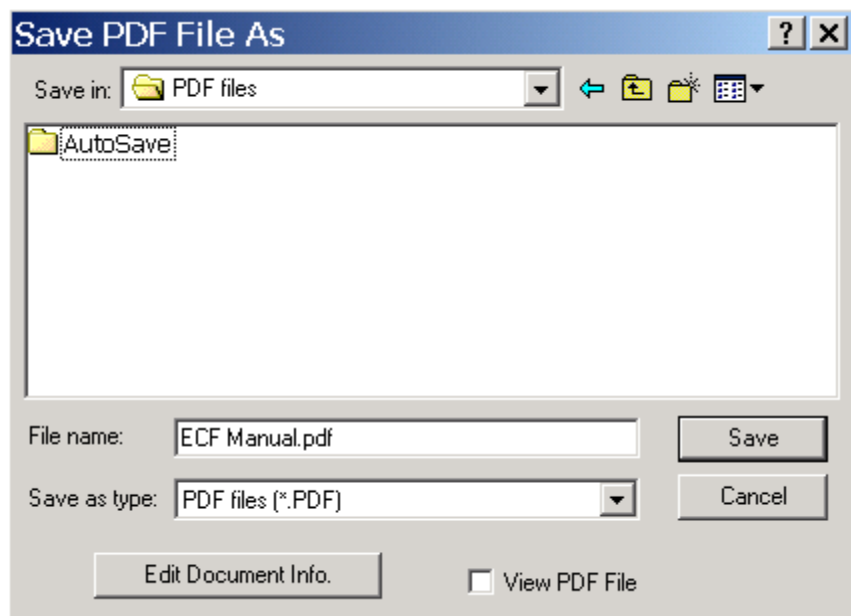 Save PDF File As
Save in: PDF files
AutoSave
File name: ECF Manual.pdf Save
Save as type: PDF files (*.PDF) Cancel
Edit Document Info. View PDF File